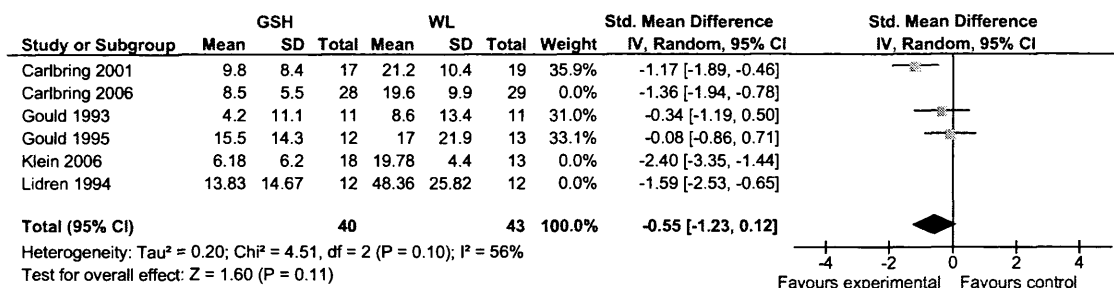 GSH WL Std. Mean Difference Std. Mean Difference
Study or Subgroup Mean SD Total Mean SD Total Weight IV, Random, 95% CI IV, Random, 95% CI
Carlbring 2001 9.8 8.4 17 21.2 10.4 19 35.9% -1.17 [-1.89, -0.46]
Carlbring 2006 8.5 5.5 28 19.6 9.9 29 0.0% -1.36 [-1.94, -0.78]
Gould 1993 4.2 11.1 11 8.6 13.4 11 31.0% -0.34 [-1.19, 0.50]
Gould 1995 15.5 14.3 12 17 21.9 13 33.1% -0.08 [-0.86, 0.71]
Klein 2006 6.18 6.2 18 19.78 4.4 13 0.0% -2.40 [-3.35, -1.44]
Lidren 1994 13.83 14.67 12 48.36 25.82 12 0.0% -1.59 [-2.53, -0.65]
Total (95% CI) 40 43 100.0% -0.55 [-1.23, 0.12]
Heterogeneity: Tau² = 0.20; Chi² = 4.51, df = 2 (P = 0.10); I² = 56%
Test for overall effect: Z = 1.60 (P = 0.11)
-4 -2 0 2 4
Favours experimental Favours control